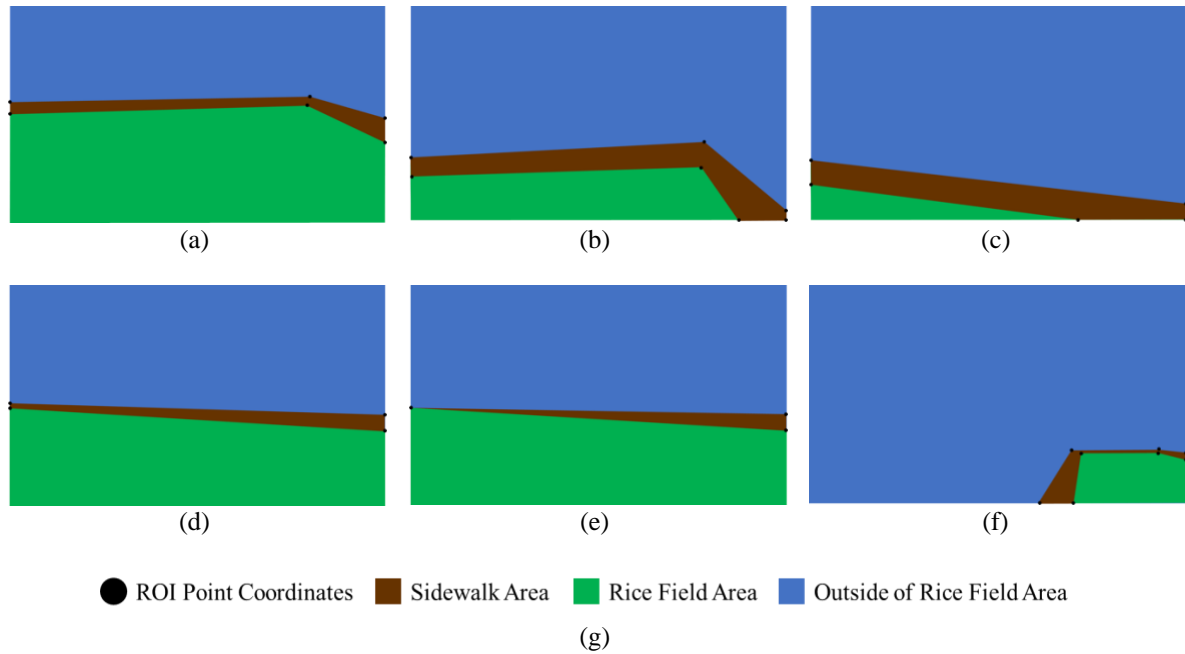 (a) (b) (c)
(d) (e) (f)
ROI Point Coordinates Sidewalk Area Rice Field Area Outside of Rice Field Area
(g)